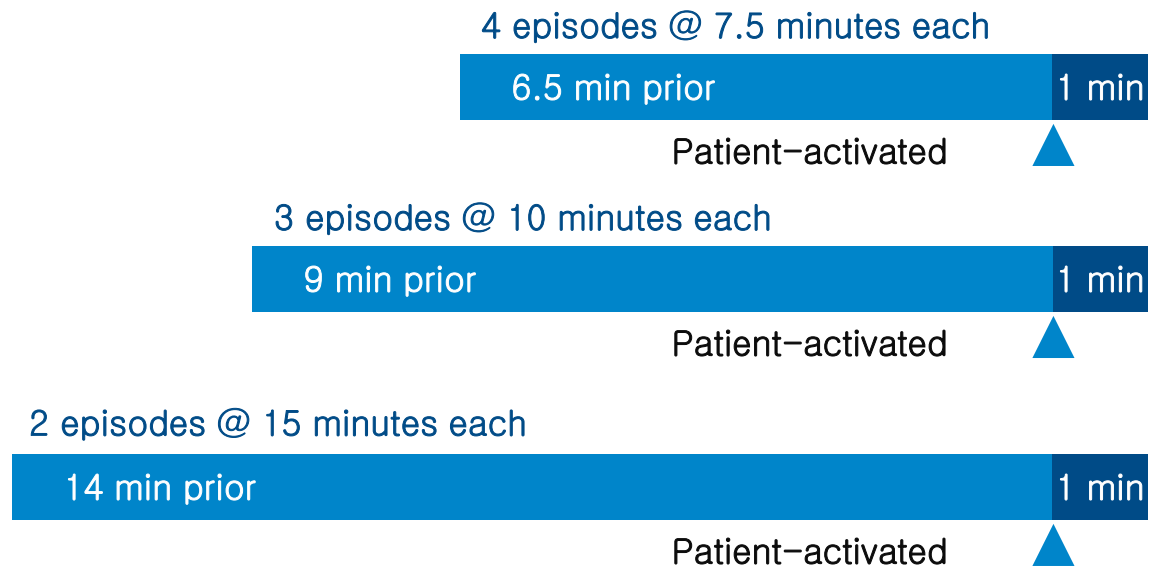 4 episodes @ 7.5 minutes each
6.5 min prior 1 min
Patient-activated
3 episodes @ 10 minutes each
9 min prior 1 min
Patient-activated
2 episodes @ 15 minutes each
14 min prior 1 min
Patient-activated